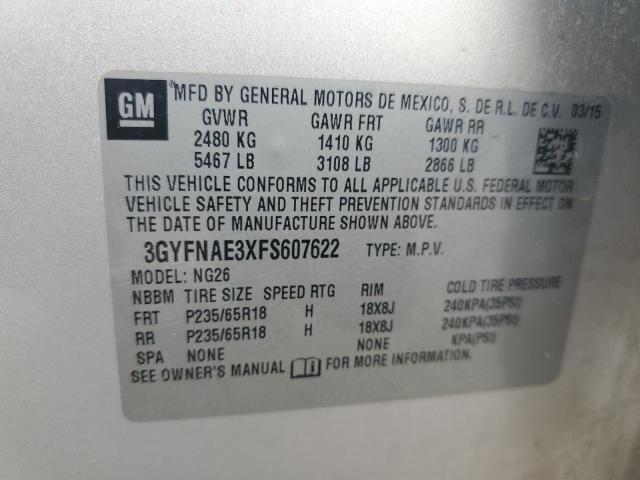 GM ® MFD BY GENERAL MOTORS DE MEXICO, S. DE R.L. DE C.V. 03/15
GVWR GAWR FRT GAWR RR
2480 KG 1410 KG 1300 KG
5467 LB 3108 LB 2866 LB
THIS VEHICLE CONFORMS TO ALL APPLICABLE U.S. FEDERAL MOTOR
VEHICLE SAFETY AND THEFT PREVENTION STANDARDS IN EFFECT ON
THE DATE OF MANUFACTURE SHOWN ABOVE.
3GYFNAE3XFS607622 TYPE: M.P.V.
MODEL: NG26
NBBM TIRE SIZE SPEED RTG RIM COLD TIRE PRESSURE
FRT P235/65R18 H 18X8J 240KPA(35PSI)
RR P235/65R18 H 18X8J 240KPA(35PSI)
SPA NONE NONE KPA(PSI)
SEE OWNER'S MANUAL FOR MORE INFORMATION.